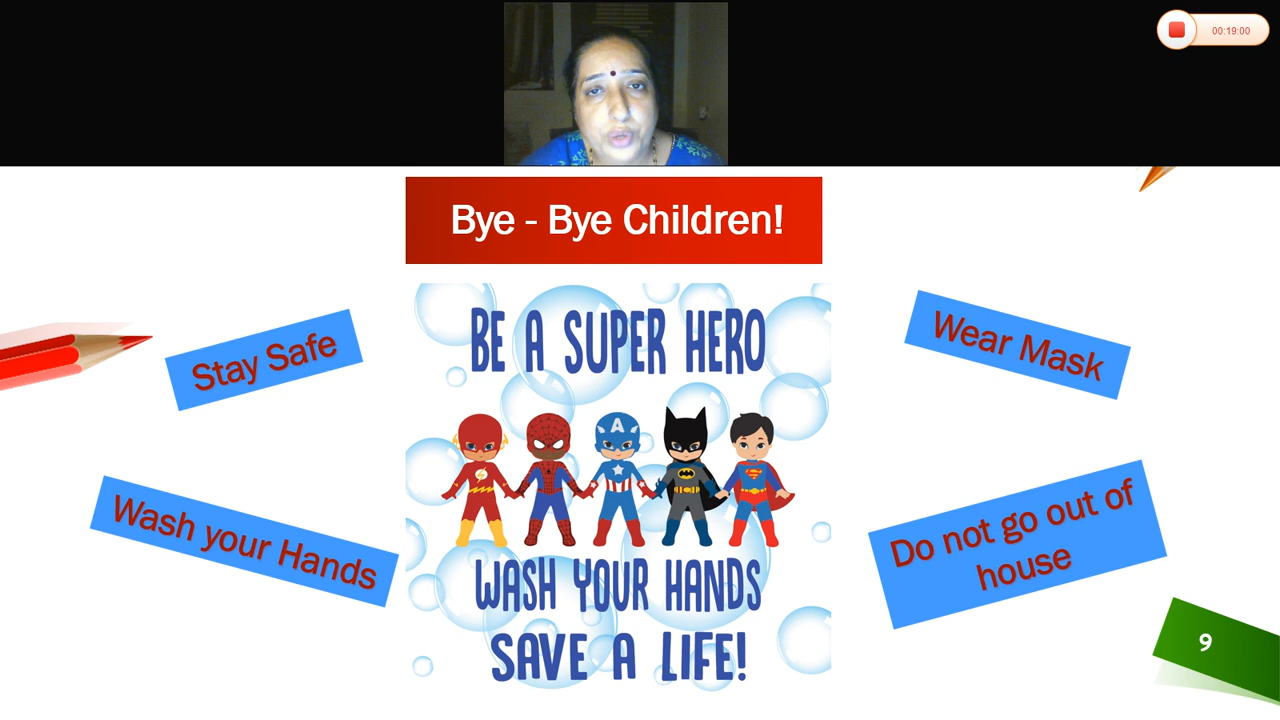 00:19:00
Bye - Bye Children!
Stay Safe
Wash your Hands
BE A SUPER HERO
A
S
WASH YOUR HANDS
SAVE A LIFE!
Wear Mask
Do not go out of
house
9